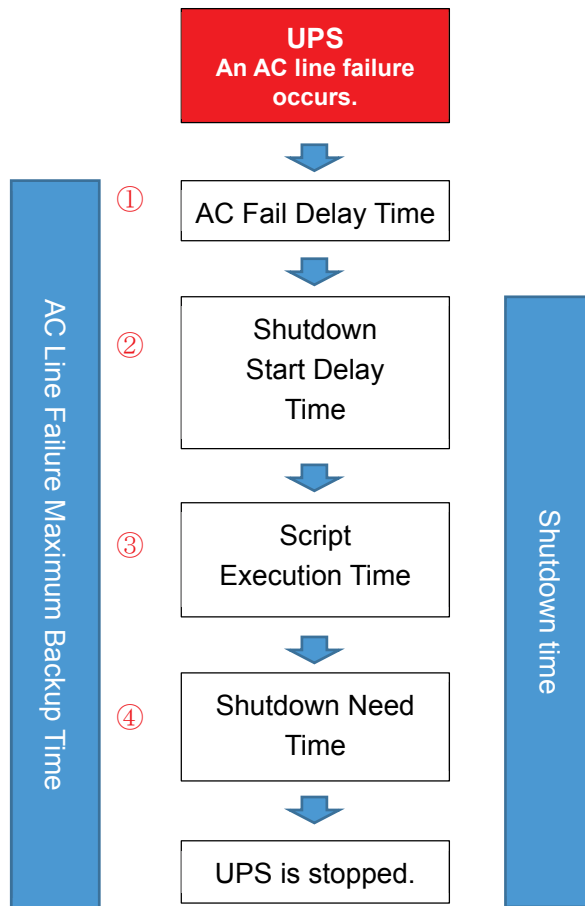 UPS
An AC line failure
occurs.
①
AC Fail Delay Time
②
Shutdown
Start Delay
Time
③
Script
Execution Time
④
Shutdown Need
Time
UPS is stopped.
AC Line Failure Maximum Backup Time
Shutdown time